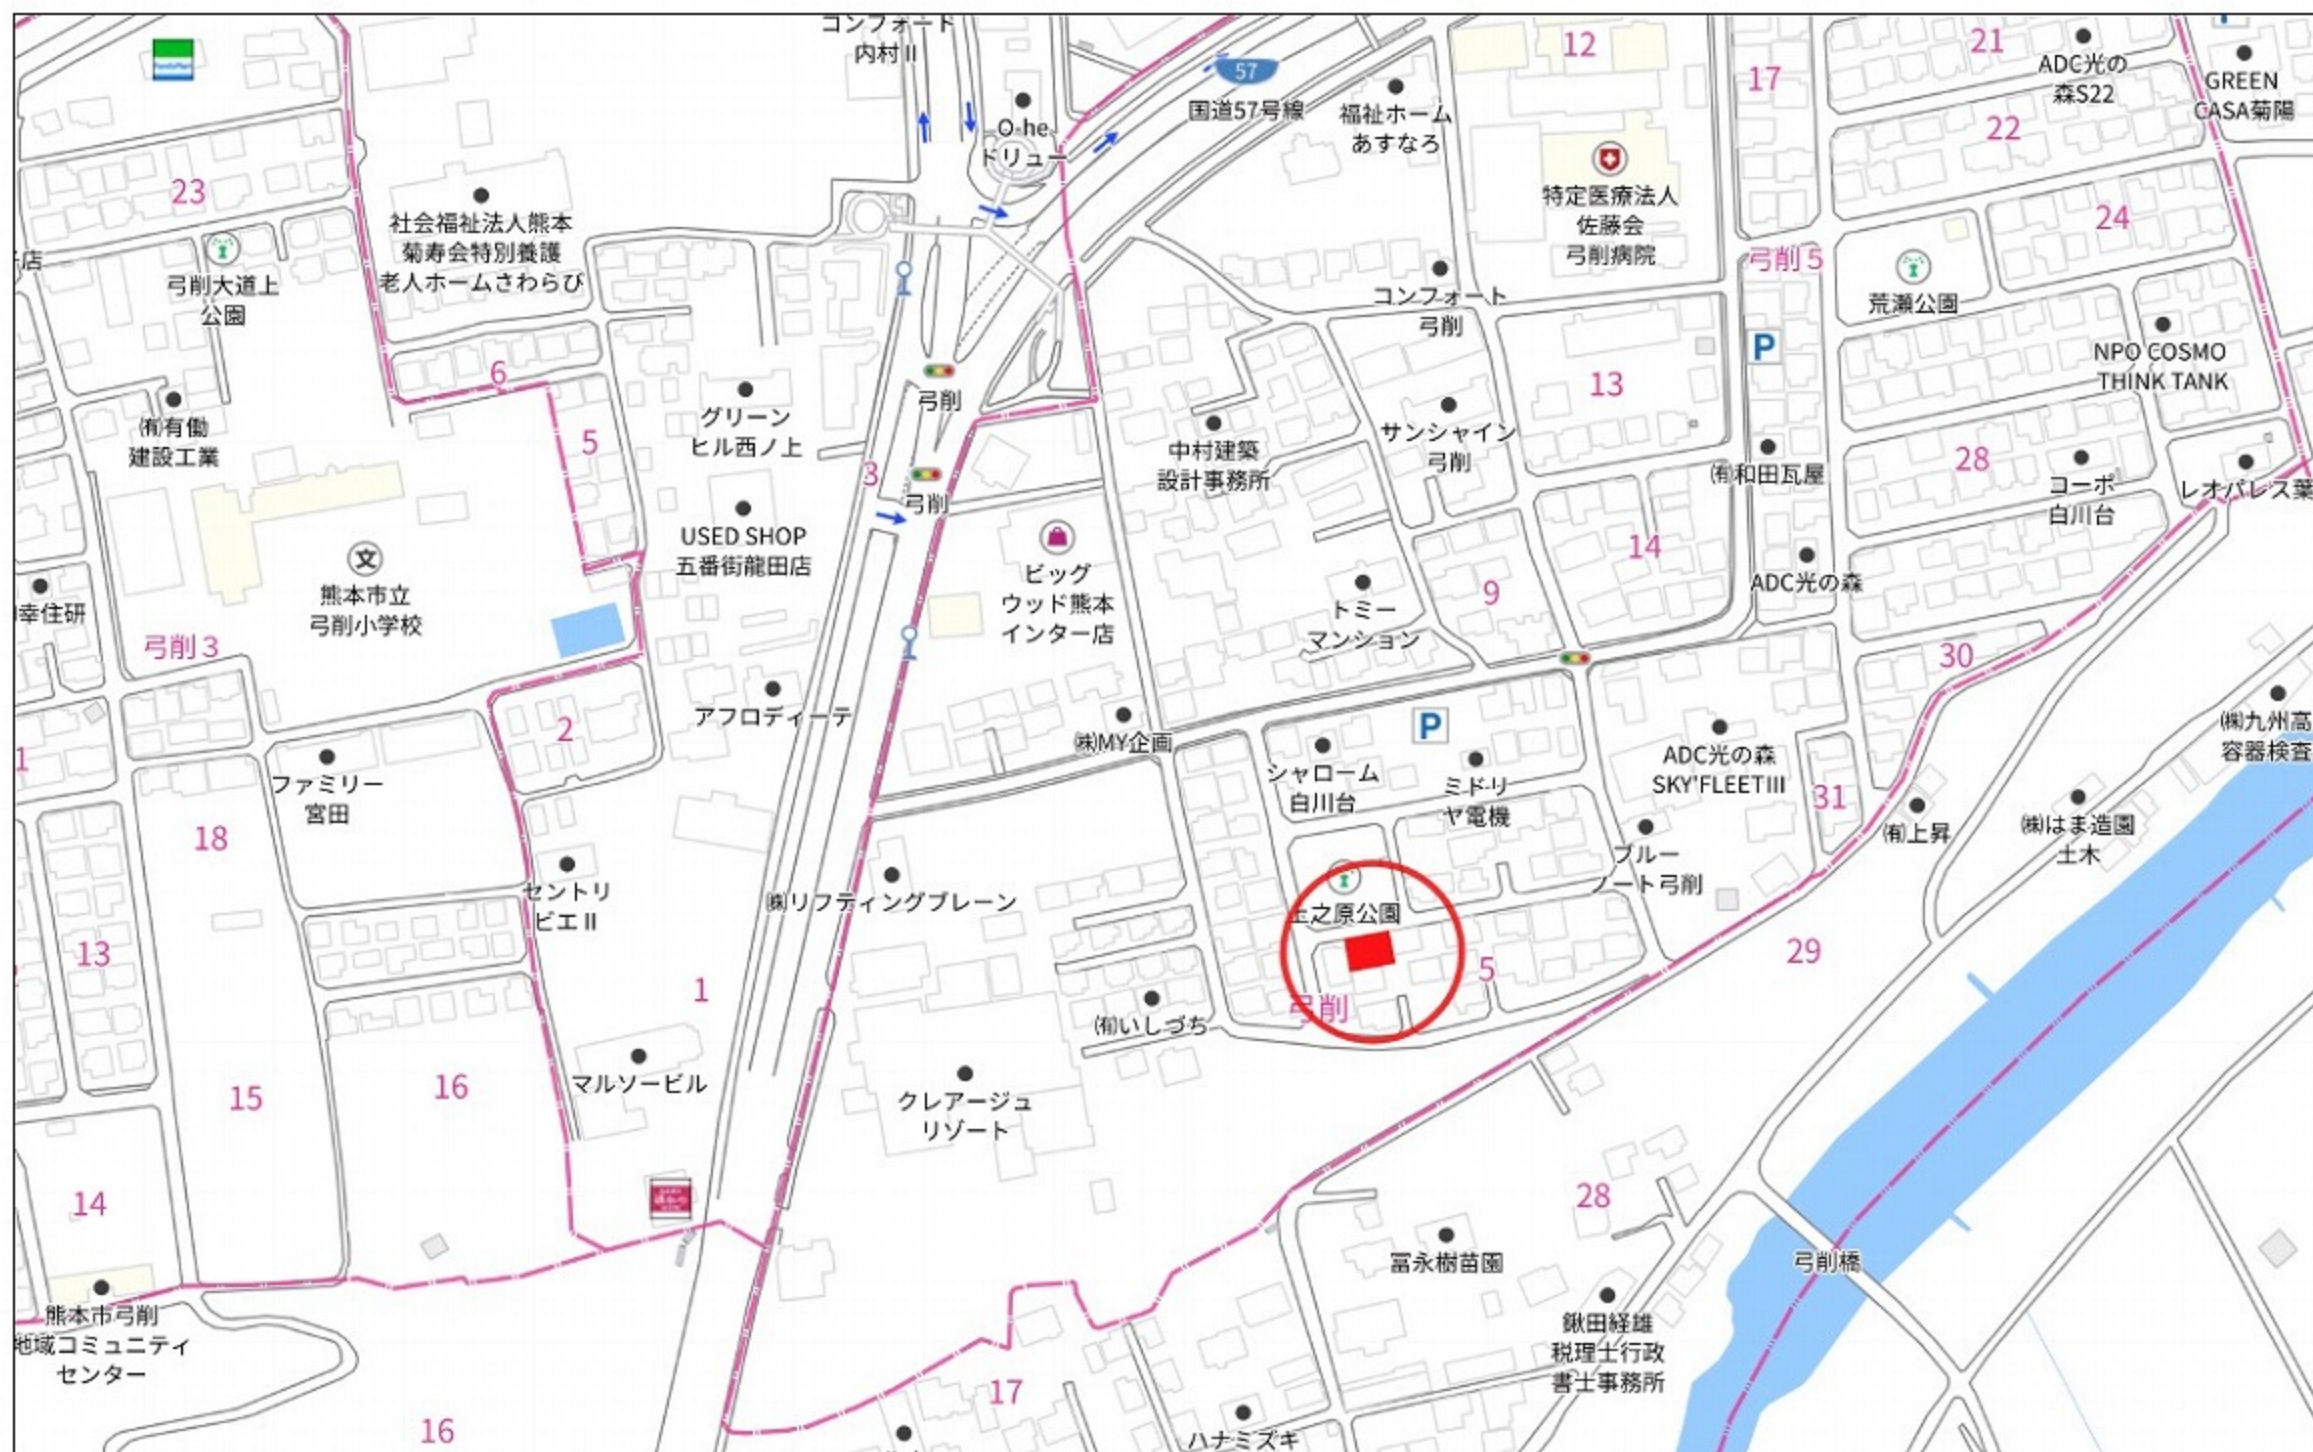 コンフォート
内村Ⅱ
57
国道57号線
12
17
21
ADC光の
森S22
GREEN
CASA菊陽
FamilyMart
O-he
ドリュー
福祉ホーム
あすなろ
22
23
社会福祉法人熊本
菊寿会特別養護
老人ホームさわらび
特定医療法人
佐藤会
弓削病院
24
弓削5
荒瀬公園
店
弓削大道上
公園
コンフォート
弓削
P
NPO COSMO
THINK TANK
6
13
弓削
グリーン
ヒル西ノ上
㈲有働
建設工業
5
サンシャイン
弓削
中村建築
設計事務所
3
弓削
㈲和田瓦屋
28
コーポ
白川台
レオパレス葉
USED SHOP
五番街龍田店
14
熊本市立
弓削小学校
ビッグ
ウッド熊本
インター店
トミー
マンション
9
ADC光の森
幸住研
弓削3
30
2
アフロディーテ
㈱MY企画
P
シャローム
白川台
ミドリ
ヤ電機
ADC光の森
SKY'FLEETⅢ
㈱九州高
容器検査
1
ファミリー
宮田
31
㈲上昇
㈱はま造園
土木
18
セントリ
ビエⅡ
㈱リフティングブレーン
ブルー
ノート弓削
上之原公園
13
1
5
29
弓削
㈲いしづち
15
16
マルソービル
クレアージュ
リゾート
14
28
冨永樹苗園
弓削橋
熊本市弓削
地域コミュニティ
センター
鍬田経雄
税理士行政
書士事務所
17
16
ハナミズキ